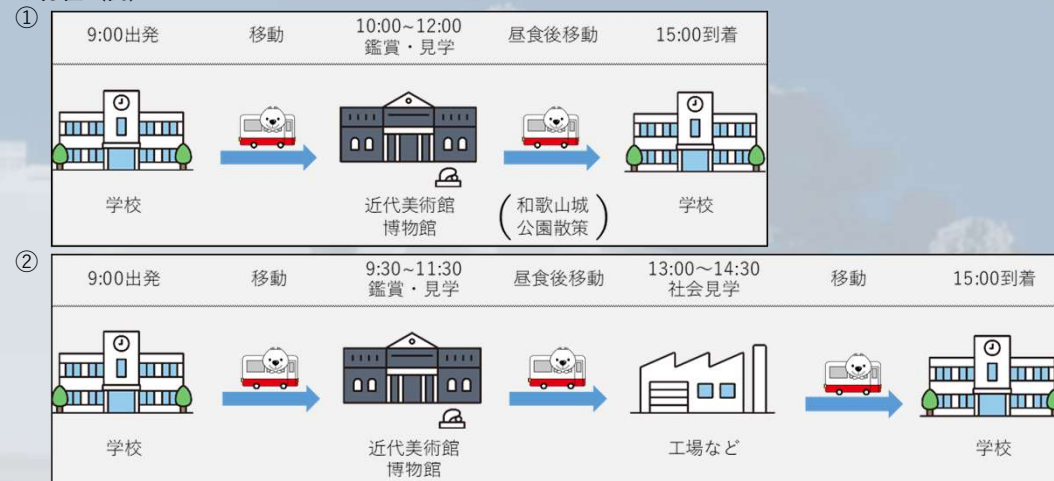 ①
9:00出発 移動 10:00~12:00 昼食後移動 15:00到着
鑑賞・見学
学校 近代美術館 (和歌山城 学校
博物館 公園散策)
②
9:00出発 移動 9:30~11:30 昼食後移動 13:00～14:30 移動 15:00到着
鑑賞・見学 社会見学
学校 近代美術館 工場など 学校
博物館